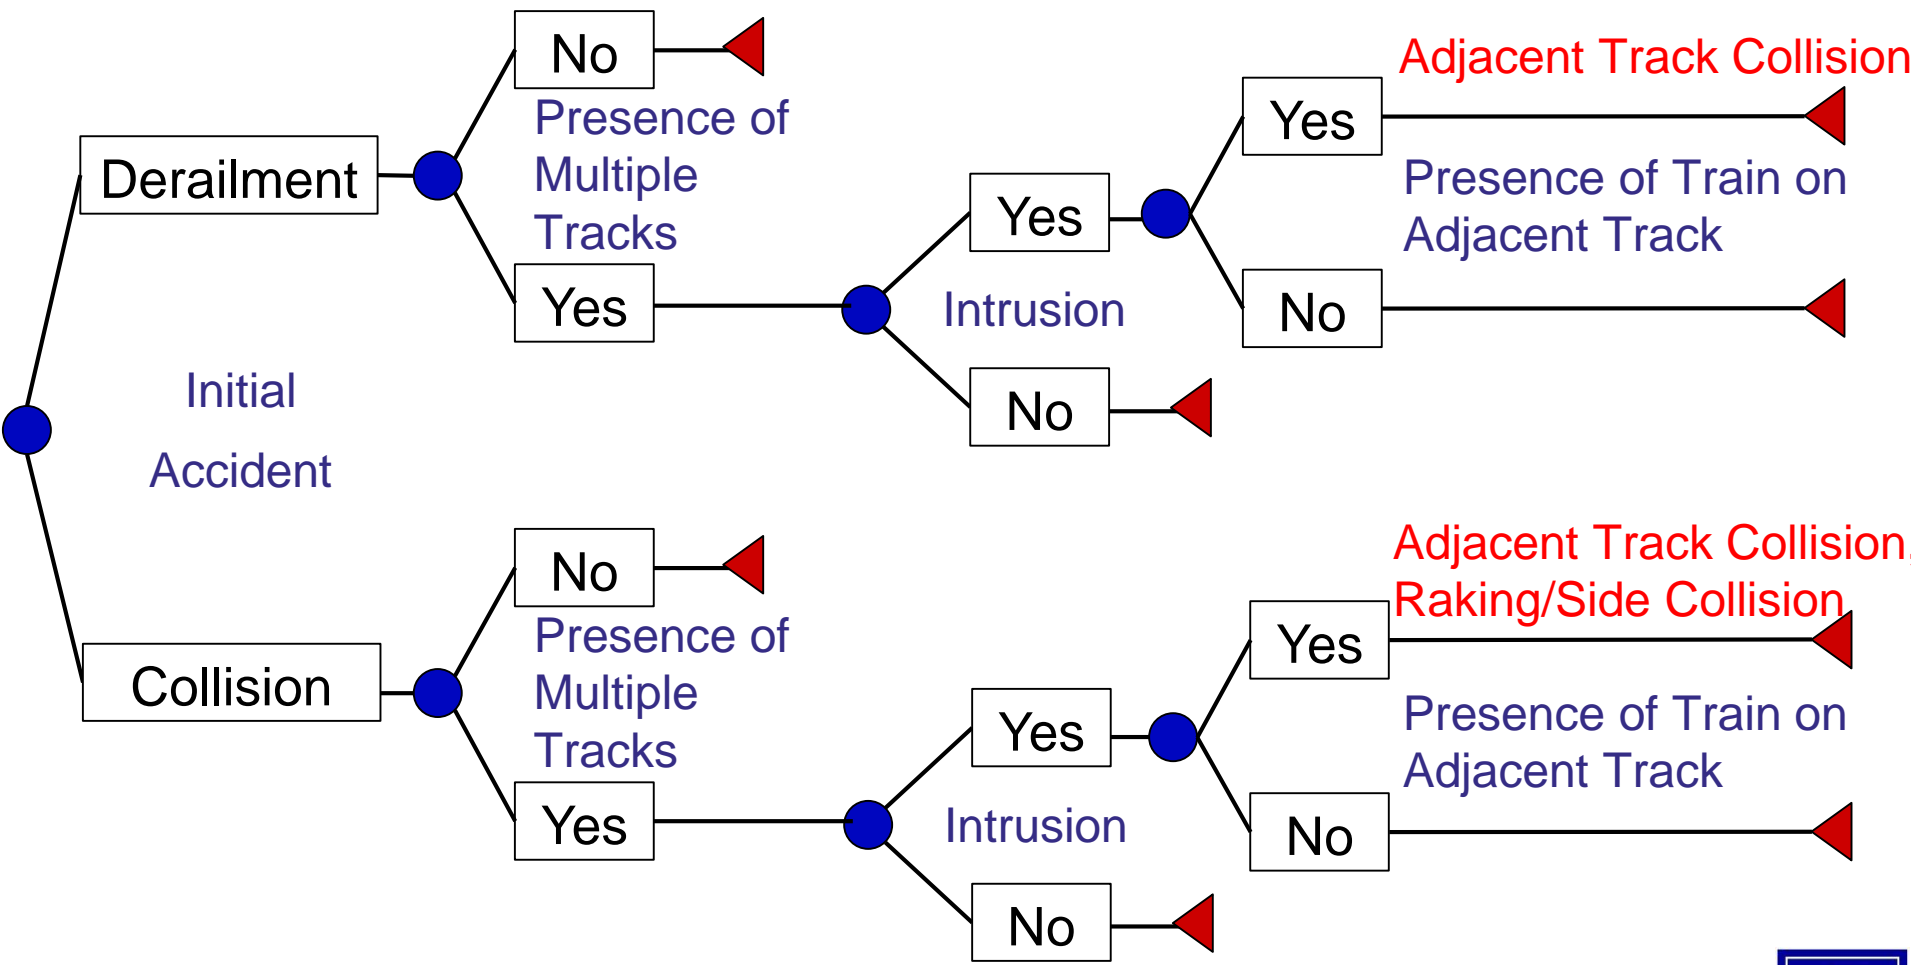 No
Adjacent Track Collision
Presence of
Multiple
Tracks
Yes
Derailment
Presence of Train on
Adjacent Track
Yes
Yes
Intrusion
No
Initial
Accident
No
No
Adjacent Track Collision,
Raking/Side Collision
Presence of
Multiple
Tracks
Yes
Collision
Yes
Presence of Train on
Adjacent Track
Yes
Intrusion
No
No